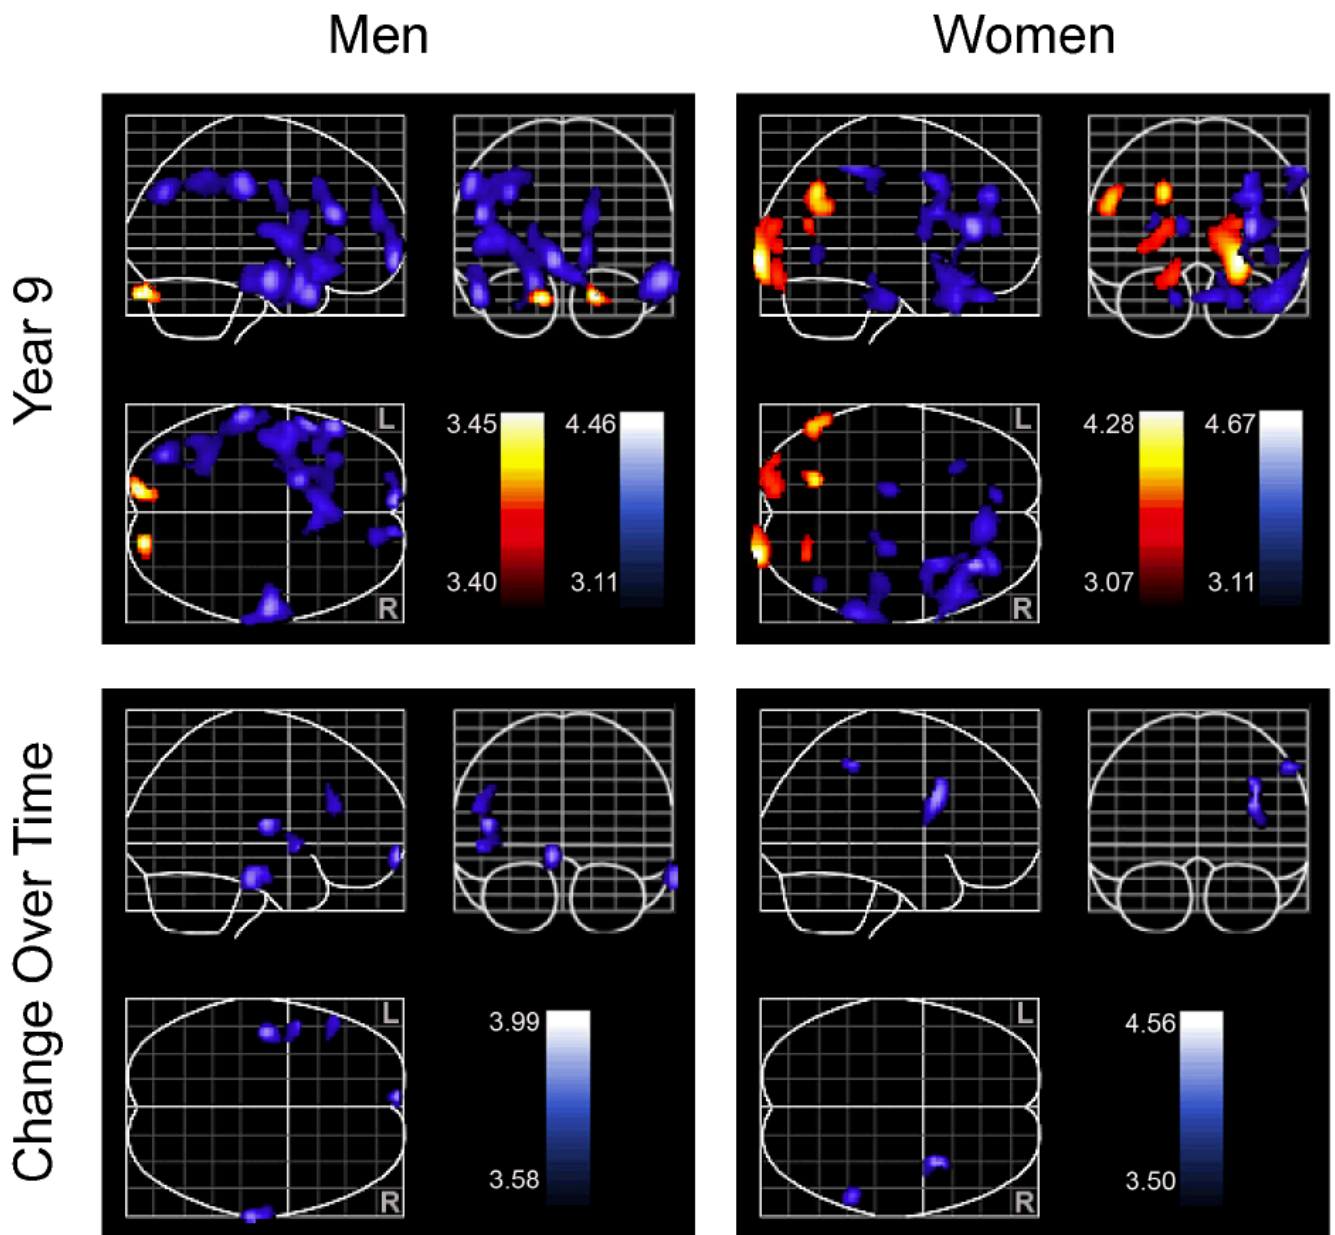 Men
Women
Year 9
L
R
3.45
3.40
4.46
3.11
L
R
4.28
3.07
4.67
3.11
Change Over Time
L
R
3.99
3.58
L
R
4.56
3.50